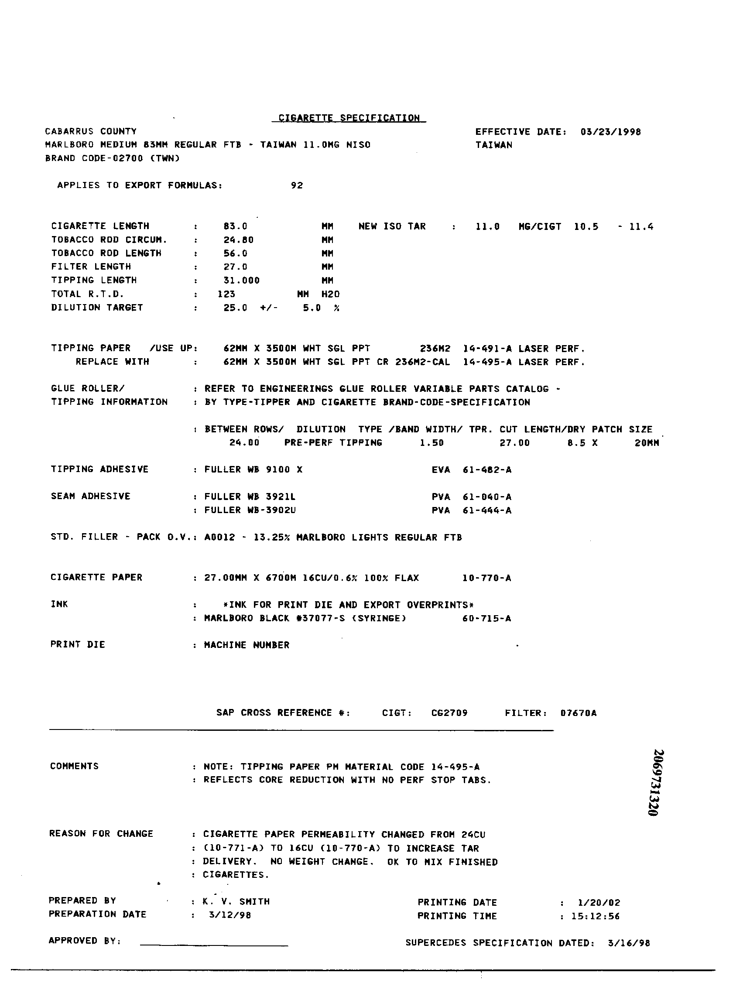 CIGARETTE SPECIFICATION
CABARRUS COUNTY EFFECTIVE DATE: 03/23/1998
MARLBORO MEDIUM 83MM REGULAR FTB - TAIWAN 11.0MG NISO TAIWAN
BRAND CODE-02700 (TWN)
APPLIES TO EXPORT FORMULAS: 92
CIGARETTE LENGTH : 83.0 MM NEW ISO TAR : 11.0 MG/CIGT 10.5 - 11.4
TOBACCO ROD CIRCUM. : 24.80 MM
TOBACCO ROD LENGTH : 56.0 MM
FILTER LENGTH : 27.0 MM
TIPPING LENGTH : 31.000 MM
TOTAL R.T.D. : 123 MM H2O
DILUTION TARGET : 25.0 +/- 5.0 %
TIPPING PAPER /USE UP: 62MM X 3500M WHT SGL PPT 236M2 14-491-A LASER PERF.
REPLACE WITH : 62MM X 3500M WHT SGL PPT CR 236M2-CAL 14-495-A LASER PERF.
GLUE ROLLER/ : REFER TO ENGINEERINGS GLUE ROLLER VARIABLE PARTS CATALOG -
TIPPING INFORMATION : BY TYPE-TIPPER AND CIGARETTE BRAND-CODE-SPECIFICATION
: BETWEEN ROWS/ DILUTION TYPE /BAND WIDTH/ TPR. CUT LENGTH/DRY PATCH SIZE
24.00 PRE-PERF TIPPING 1.50 27.00 8.5 X 20MM
TIPPING ADHESIVE : FULLER WB 9100 X EVA 61-482-A
SEAM ADHESIVE : FULLER WB 3921L PVA 61-040-A
: FULLER WB-3902U PVA 61-444-A
STD. FILLER - PACK O.V.: A0012 - 13.25% MARLBORO LIGHTS REGULAR FTB
CIGARETTE PAPER : 27.00MM X 6700M 16CU/0.6% 100% FLAX 10-770-A
INK : *INK FOR PRINT DIE AND EXPORT OVERPRINTS*
: MARLBORO BLACK #37077-S (SYRINGE) 60-715-A
PRINT DIE : MACHINE NUMBER
SAP CROSS REFERENCE #: CIGT: CG2709 FILTER: D7670A
COMMENTS : NOTE: TIPPING PAPER PM MATERIAL CODE 14-495-A
: REFLECTS CORE REDUCTION WITH NO PERF STOP TABS.
2069731320
REASON FOR CHANGE : CIGARETTE PAPER PERMEABILITY CHANGED FROM 24CU
: (10-771-A) TO 16CU (10-770-A) TO INCREASE TAR
: DELIVERY. NO WEIGHT CHANGE. OK TO MIX FINISHED
: CIGARETTES.
PREPARED BY : K. V. SMITH PRINTING DATE : 1/20/02
PREPARATION DATE : 3/12/98 PRINTING TIME : 15:12:56
APPROVED BY: SUPERCEDES SPECIFICATION DATED: 3/16/98